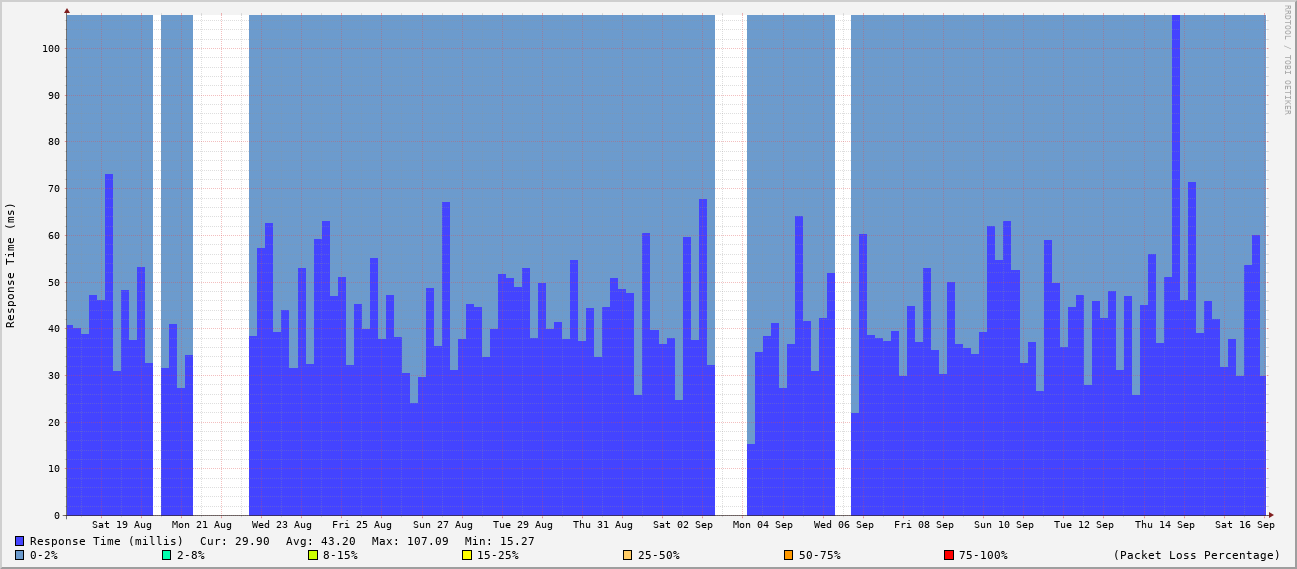 RRDTOOL / TOBI OETIKER
Response Time (ms)
100
90
80
70
60
50
40
30
20
10
0
Sat 19 Aug Mon 21 Aug Wed 23 Aug Fri 25 Aug Sun 27 Aug Tue 29 Aug Thu 31 Aug Sat 02 Sep Mon 04 Sep Wed 06 Sep Fri 08 Sep Sun 10 Sep Tue 12 Sep Thu 14 Sep Sat 16 Sep
Response Time (millis) Cur: 29.90 Avg: 43.20 Max: 107.09 Min: 15.27
0-2% 2-8% 8-15% 15-25% 25-50% 50-75% 75-100% (Packet Loss Percentage)